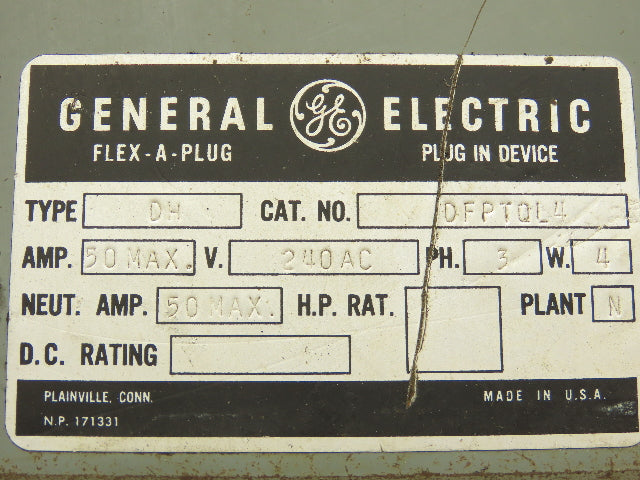 GENERAL GE ELECTRIC
FLEX-A-PLUG PLUG IN DEVICE
TYPE DH CAT. NO. DFPTQL4
AMP. 50 MAX. V. 240AC PH. 3 W. 4
NEUT. AMP. 50 MAX. H.P. RAT. PLANT N
D.C. RATING
PLAINVILLE, CONN. MADE IN U.S.A.
N.P. 171331